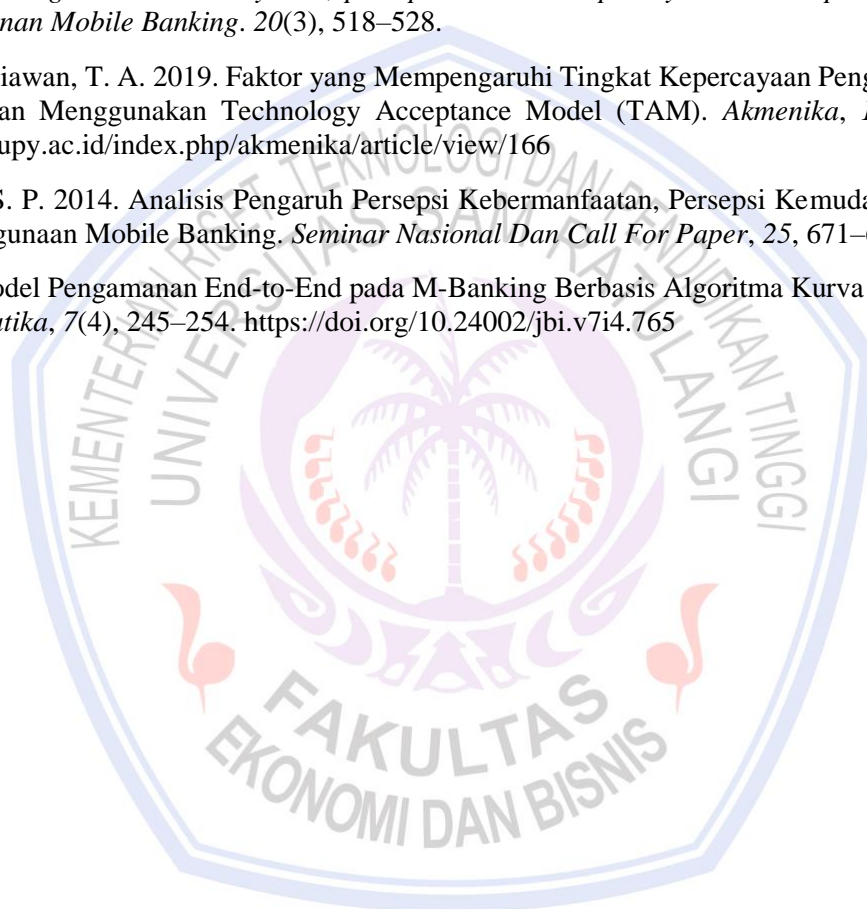 nan Mobile Banking. 20(3), 518–528.
iawan, T. A. 2019. Faktor yang Mempengaruhi Tingkat Kepercayaan Peng
an Menggunakan Technology Acceptance Model (TAM). Akmenika,
upy.ac.id/index.php/akmenika/article/view/166
S. P. 2014. Analisis Pengaruh Persepsi Kebermanfaatan, Persepsi Kemuda
gunaan Mobile Banking. Seminar Nasional Dan Call For Paper, 25, 671–
odel Pengamanan End-to-End pada M-Banking Berbasis Algoritma Kurva
atika, 7(4), 245–254. https://doi.org/10.24002/jbi.v7i4.765
KEMENTERIAN RISET TEKNOLOGI DAN PENDIDIKAN TINGGI
UNIVERSITAS SAM RATULANGI
FAKULTAS
EKONOMI DAN BISNIS